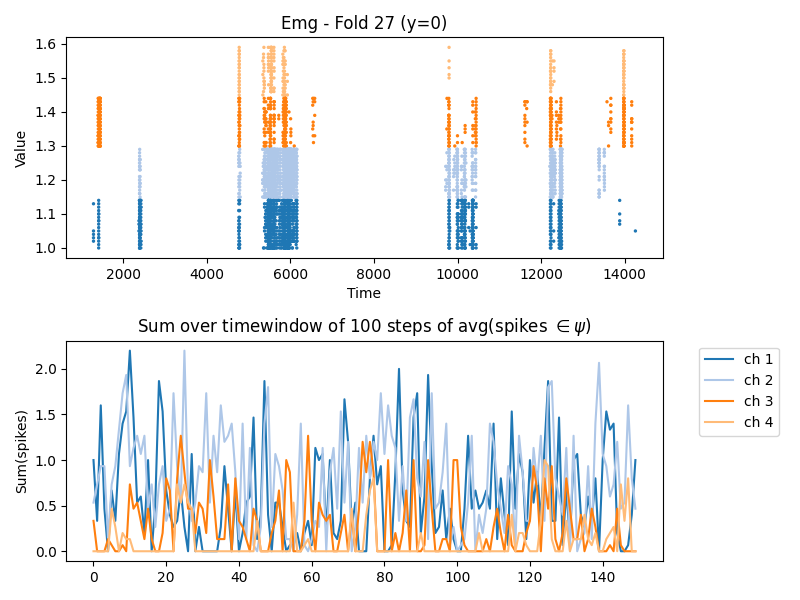 Emg - Fold 27 (y=0)
1.6
1.5
1.4
1.3
1.2
1.1
1.0
Value
2000 4000 6000 8000 10000 12000 14000
Time
Sum over timewindow of 100 steps of avg(spikes ∈ ψ)
2.0
1.5
1.0
0.5
0.0
Sum(spikes)
0 20 40 60 80 100 120 140
ch 1
ch 2
ch 3
ch 4